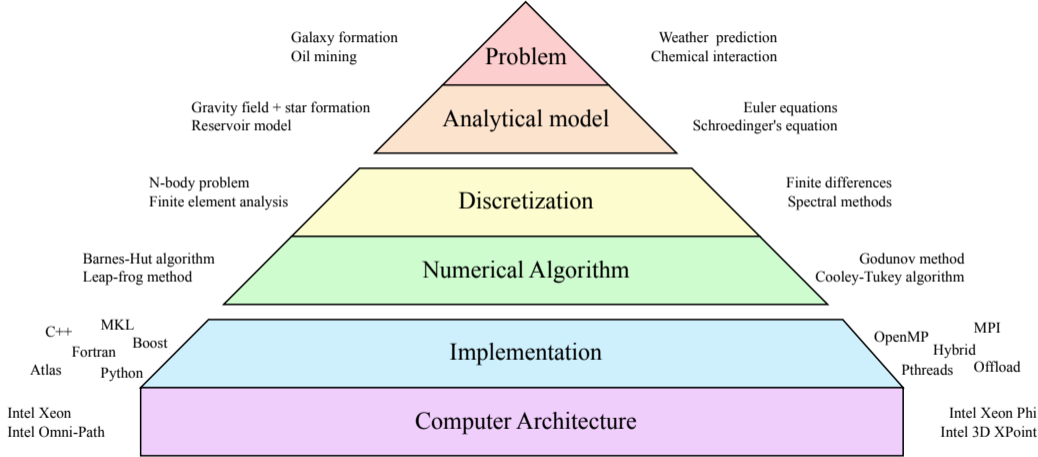 Galaxy formation
Oil mining
Problem
Weather prediction
Chemical interaction
Gravity field + star formation
Reservoir model
Analytical model
Euler equations
Schroedinger's equation
N-body problem
Finite element analysis
Discretization
Finite differences
Spectral methods
Barnes-Hut algorithm
Leap-frog method
Numerical Algorithm
Godunov method
Cooley-Tukey algorithm
C++
MKL
Boost
Fortran
Atlas
Python
Implementation
OpenMP
MPI
Hybrid
Pthreads
Offload
Intel Xeon
Intel Omni-Path
Computer Architecture
Intel Xeon Phi
Intel 3D XPoint